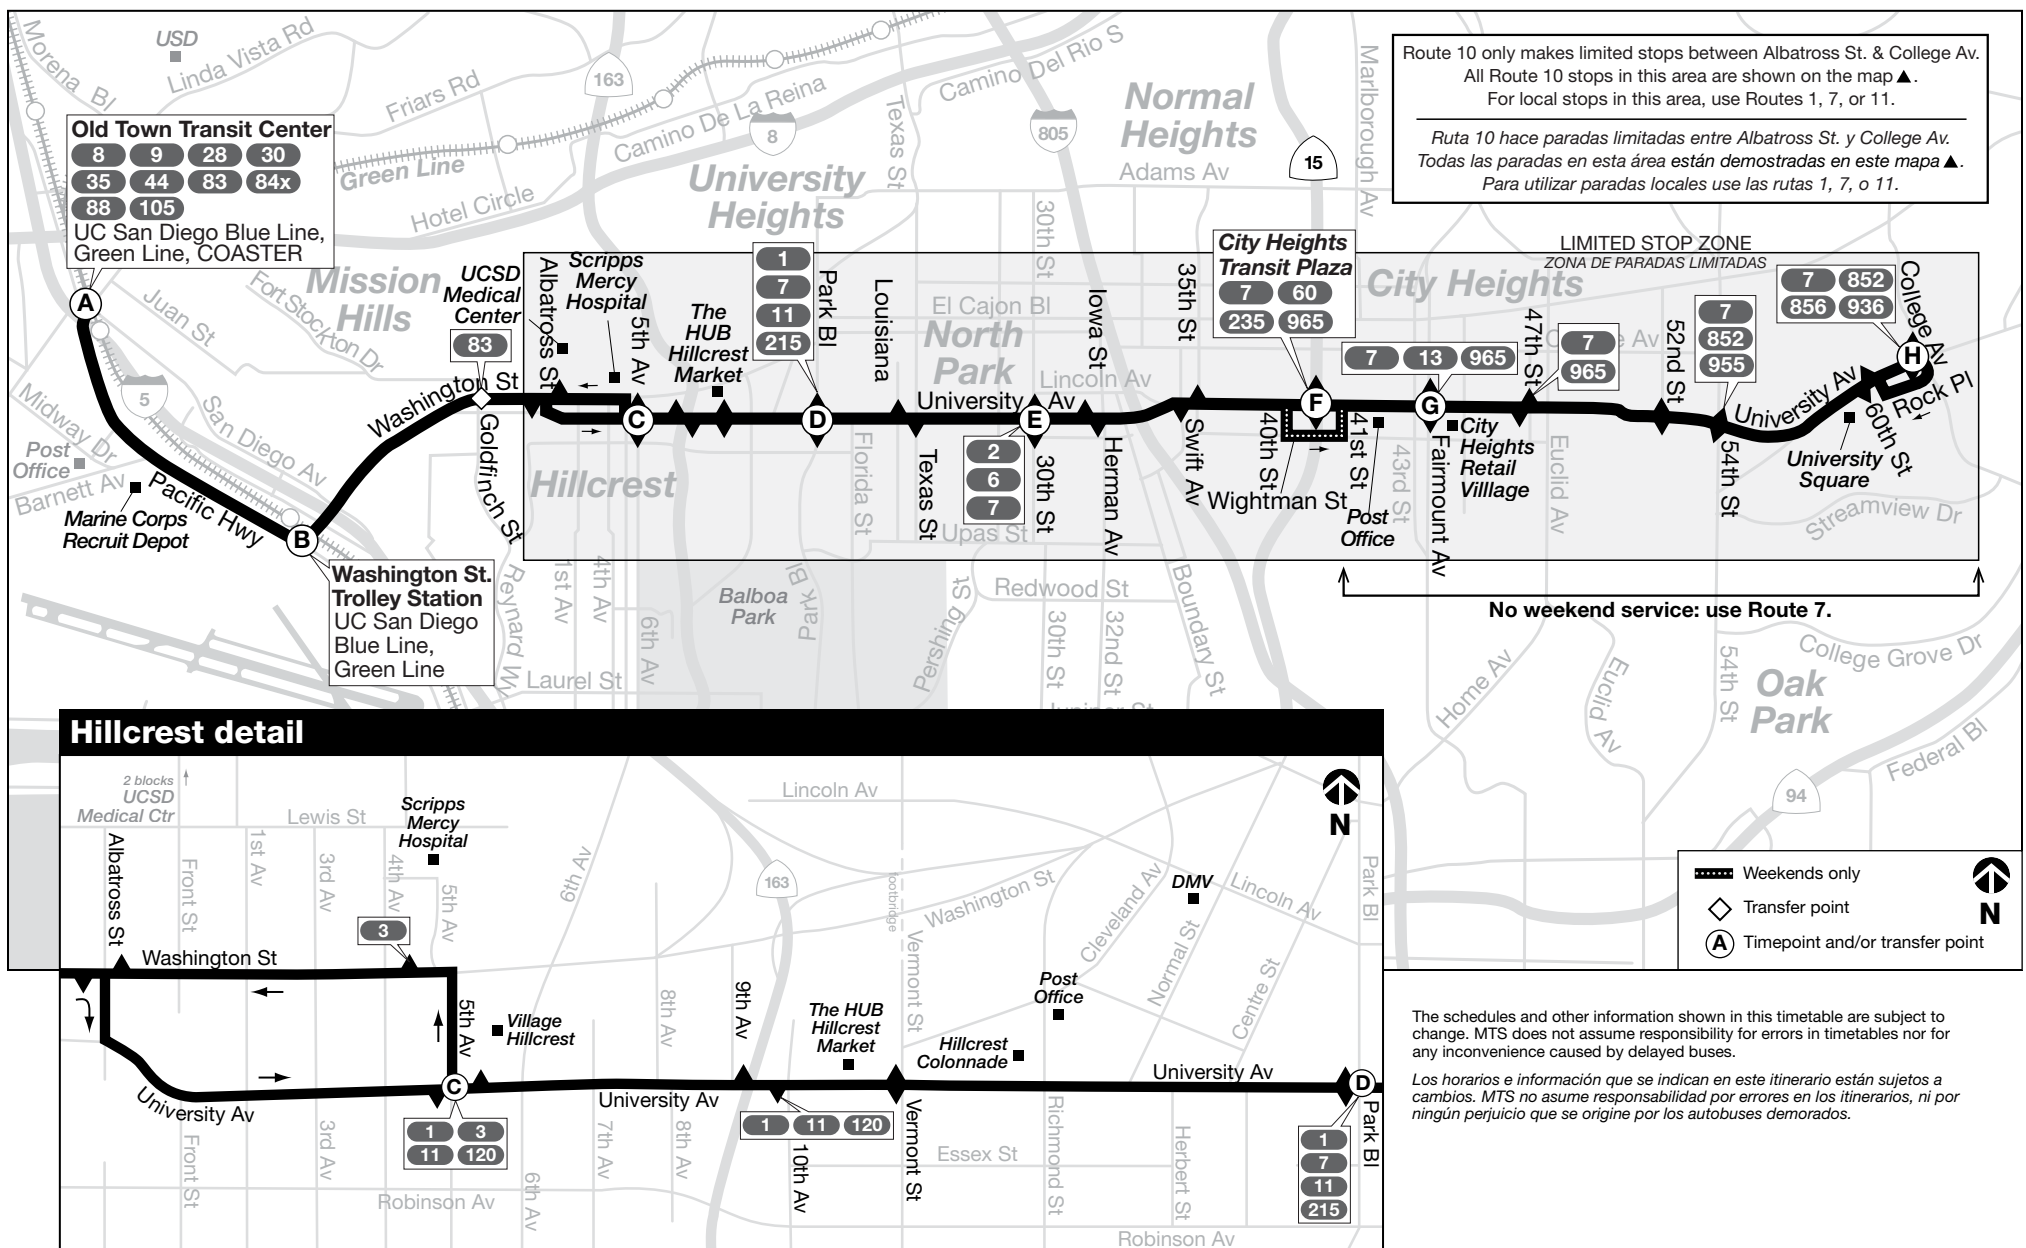 USD
Linda Vista Rd
Morena Bl
Friars Rd
163
Camino De La Reina
8
Camino Del Rio S
Texas St
805
Normal
Heights
Adams Av
15
Marlborough Av
Route 10 only makes limited stops between Albatross St. & College Av.
All Route 10 stops in this area are shown on the map ▲.
For local stops in this area, use Routes 1, 7, or 11.
Ruta 10 hace paradas limitadas entre Albatross St. y College Av.
Todas las paradas en esta área están demostradas en este mapa ▲.
Para utilizar paradas locales use las rutas 1, 7, o 11.
Old Town Transit Center
8 9 28 30
35 44 83 84x
88 105
UC San Diego Blue Line,
Green Line, COASTER
Green Line
Hotel Circle
University
Heights
30th St
A
Juan St
Fort Stockton Dr
Mission
Hills
UCSD
Medical
Center
Albatross St
Scripps
Mercy
Hospital
5th Av
The
HUB
Hillcrest
Market
1
7
11
215
Park Bl
Louisiana
El Cajon Bl
North
Park
Lincoln Av
Iowa St
35th St
City Heights
Transit Plaza
7 60
235 965
City Heights
LIMITED STOP ZONE
ZONA DE PARADAS LIMITADAS
7 852
856 936
College Av
7
852
955
47th St
7
965
Av
52nd St
7 13 965
83
Washington St
University Av
C
D
E
F
G
H
University Av
60th St
Rock Pl
5
Midway Dr
Post
Office
Barnett Av
San Diego Av
Marine Corps
Recruit Depot
Pacific Hwy
B
Goldfinch St
Hillcrest
Florida St
Texas St
2
6
7
30th St
Upas St
Herman Av
Swift Av
40th St
41st St
Wightman St
Post
Office
43rd St
Fairmount Av
City
Heights
Retail
Villlage
Euclid Av
54th St
University
Square
Streamview Dr
Washington St.
Trolley Station
UC San Diego
Blue Line,
Green Line
Reynard Wy
1st Av
4th Av
6th Av
Laurel St
Balboa
Park
Park Bl
Pershing St
Redwood St
30th St
32nd St
Juniper St
Boundary St
No weekend service: use Route 7.
Home Av
Euclid Av
54th St
Oak
Park
College Grove Dr
Federal Bl
94
Hillcrest detail
2 blocks
UCSD
Medical Ctr
Lewis St
Scripps
Mercy
Hospital
Albatross St
Front St
1st Av
3rd Av
4th Av
5th Av
6th Av
3
Washington St
163
Lincoln Av
footbridge
Washington St
Vermont St
Cleveland Av
DMV
Lincoln Av
Normal St
Centre St
Park Bl
N
5th Av
Village
Hillcrest
8th Av
9th Av
The HUB
Hillcrest
Market
Hillcrest
Colonnade
Post
Office
University Av
C
D
University Av
University Av
1 3
11 120
1 11 120
1
7
11
215
Park Bl
Front St
3rd Av
6th Av
7th Av
8th Av
10th Av
Vermont St
Essex St
Richmond St
Herbert St
Robinson Av
Robinson Av
Weekends only
Transfer point
A Timepoint and/or transfer point
N
The schedules and other information shown in this timetable are subject to
change. MTS does not assume responsibility for errors in timetables nor for
any inconvenience caused by delayed buses.
Los horarios e información que se indican en este itinerario están sujetos a
cambios. MTS no asume responsabilidad por errores en los itinerarios, ni por
ningún perjuicio que se origine por los autobuses demorados.